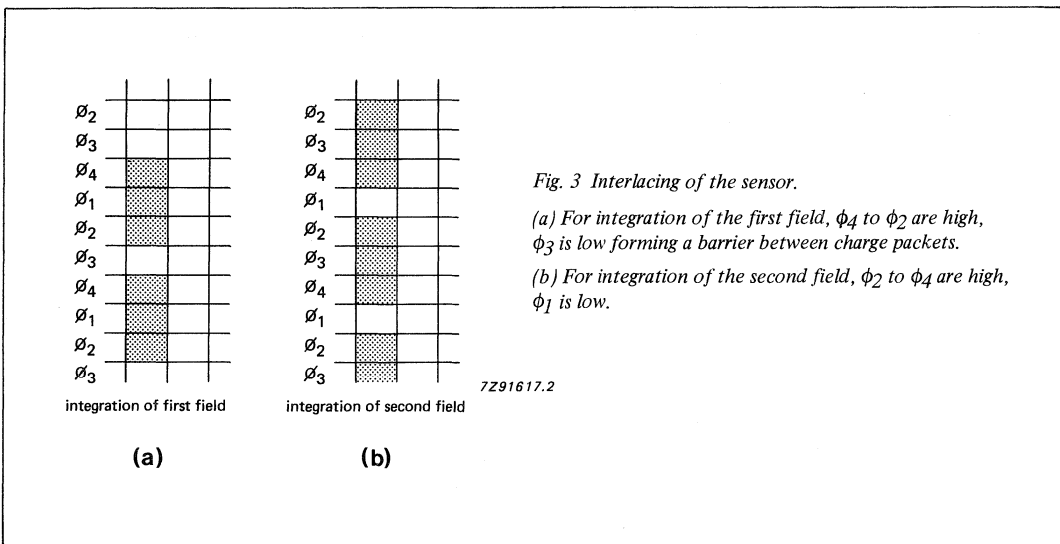 Ø2
Ø3
Ø4
Ø1
Ø2
Ø3
Ø4
Ø1
Ø2
Ø3
integration of first field
(a)
Ø2
Ø3
Ø4
Ø1
Ø2
Ø3
Ø4
Ø1
Ø2
Ø3
integration of second field
(b)
7Z91617.2
Fig. 3 Interlacing of the sensor.
(a) For integration of the first field, ϕ4 to ϕ2 are high,
ϕ3 is low forming a barrier between charge packets.
(b) For integration of the second field, ϕ2 to ϕ4 are high,
ϕ1 is low.